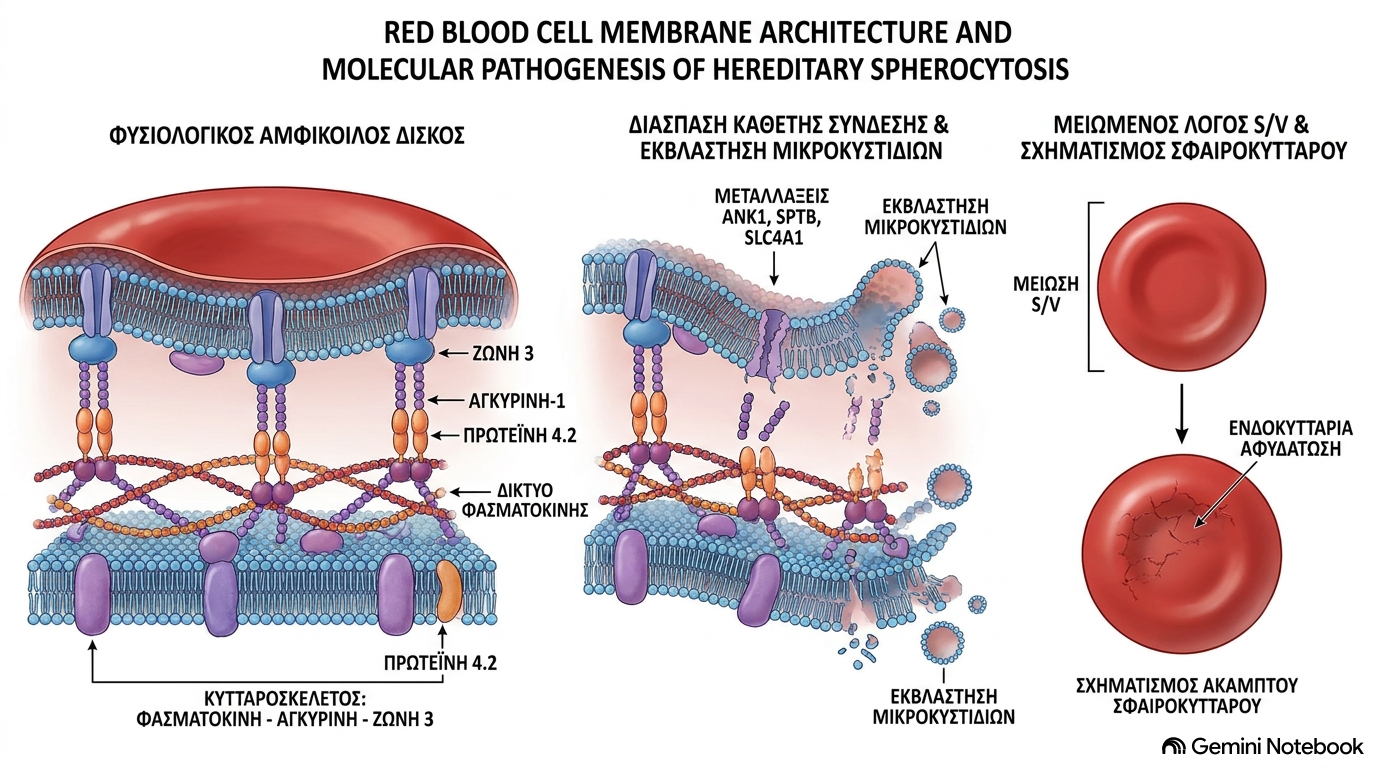 RED BLOOD CELL MEMBRANE ARCHITECTURE AND
MOLECULAR PATHOGENESIS OF HEREDITARY SPHEROCYTOSIS
ΦΥΣΙΟΛΟΓΙΚΟΣ ΑΜΦΙΚΟΙΛΟΣ ΔΙΣΚΟΣ
ΖΩΝΗ 3
ΑΓΚΥΡΙΝΗ-1
ΠΡΩΤΕΪΝΗ 4.2
ΔΙΚΤΥΟ
ΦΑΣΜΑΤΟΚΙΝΗΣ
ΠΡΩΤΕΪΝΗ 4.2
ΚΥΤΤΑΡΟΣΚΕΛΕΤΟΣ:
ΦΑΣΜΑΤΟΚΙΝΗ - ΑΓΚΥΡΙΝΗ - ΖΩΝΗ 3
ΔΙΑΣΠΑΣΗ ΚΑΘΕΤΗΣ ΣΥΝΔΕΣΗΣ &
ΕΚΒΛΑΣΤΗΣΗ ΜΙΚΡΟΚΥΣΤΙΔΙΩΝ
ΜΕΤΑΛΛΑΞΕΙΣ
ANK1, SPTB,
SLC4A1
ΕΚΒΛΑΣΤΗΣΗ
ΜΙΚΡΟΚΥΣΤΙΔΙΩΝ
ΕΚΒΛΑΣΤΗΣΗ
ΜΙΚΡΟΚΥΣΤΙΔΙΩΝ
ΜΕΙΩΜΕΝΟΣ ΛΟΓΟΣ S/V &
ΣΧΗΜΑΤΙΣΜΟΣ ΣΦΑΙΡΟΚΥΤΤΑΡΟΥ
ΜΕΙΩΣΗ
S/V
ΕΝΔΟΚΥΤΤΑΡΙΑ
ΑΦΥΔΑΤΩΣΗ
ΣΧΗΜΑΤΙΣΜΟΣ ΑΚΑΜΠΤΟΥ
ΣΦΑΙΡΟΚΥΤΤΑΡΟΥ
Gemini Notebook